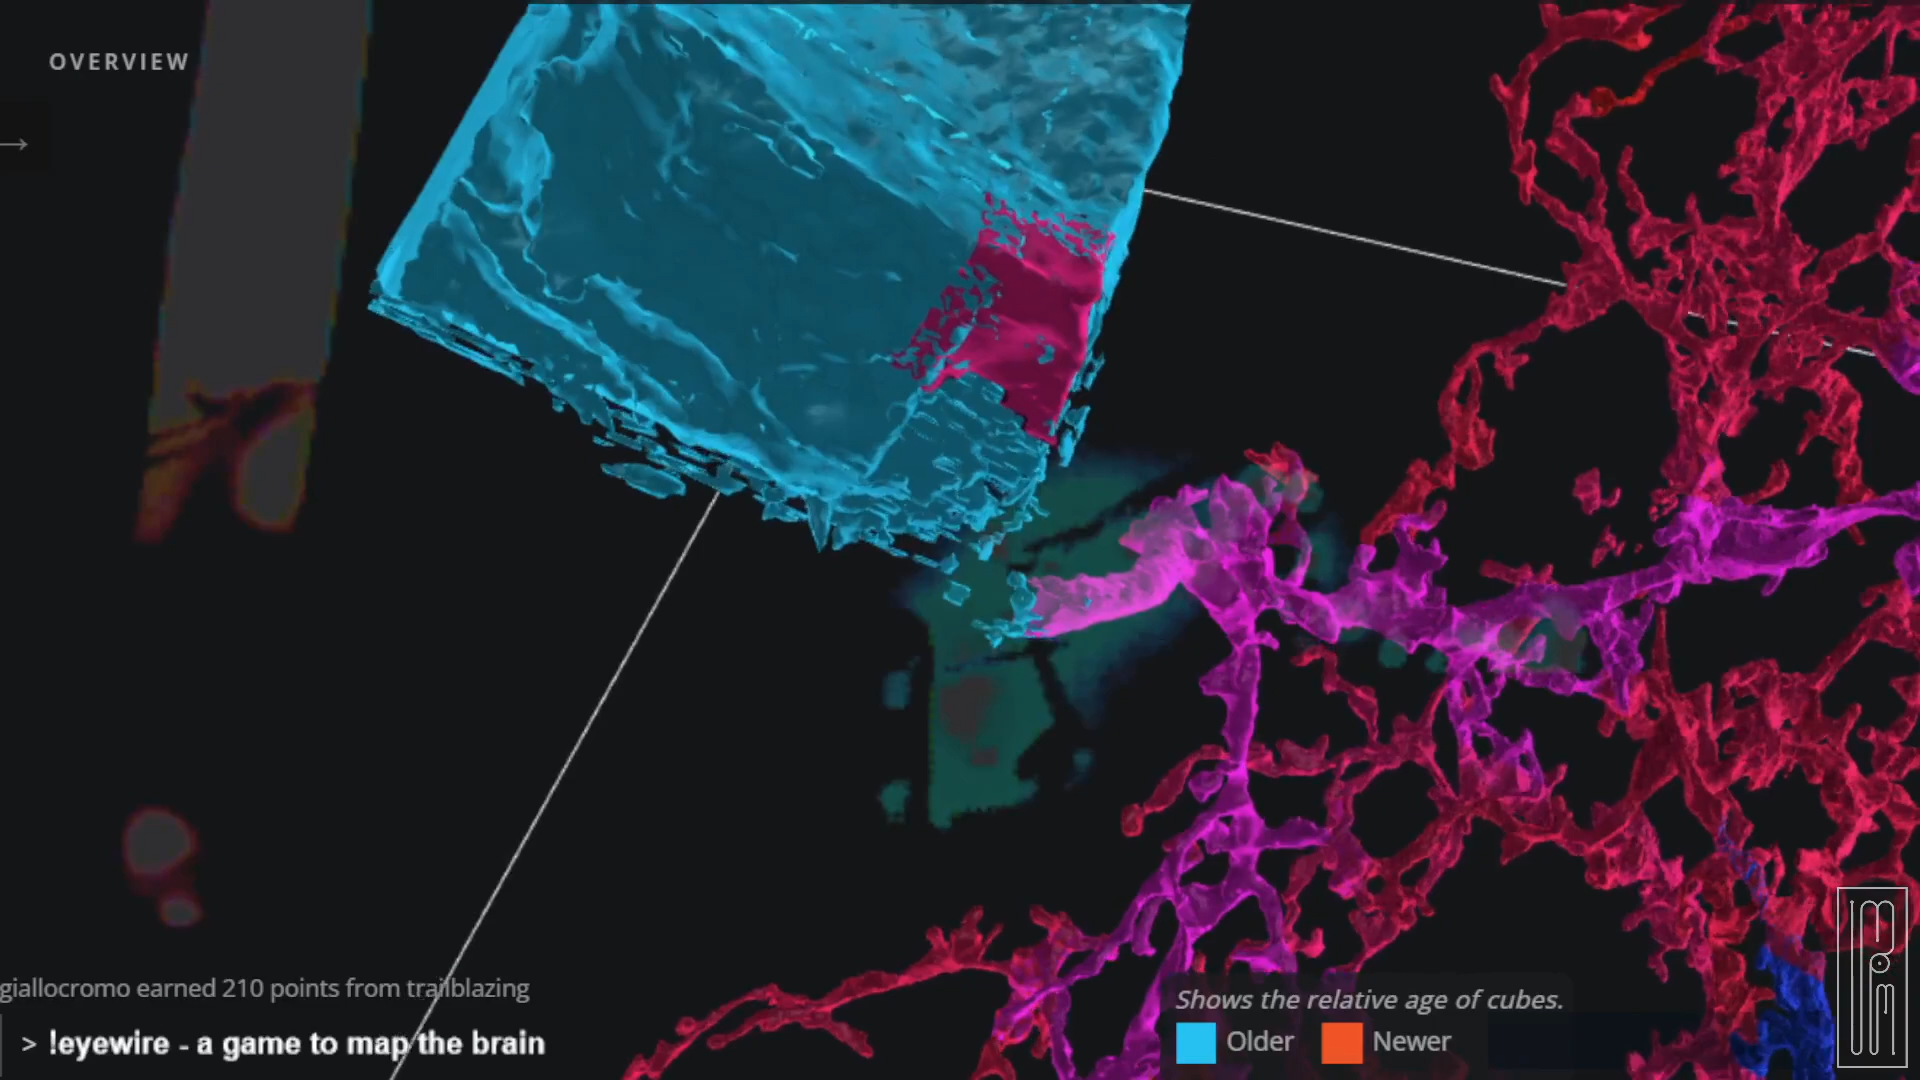 OVERVIEW
→
giallocromo earned 210 points from trailblazing
> !eyewire - a game to map the brain
Shows the relative age of cubes.
Older Newer